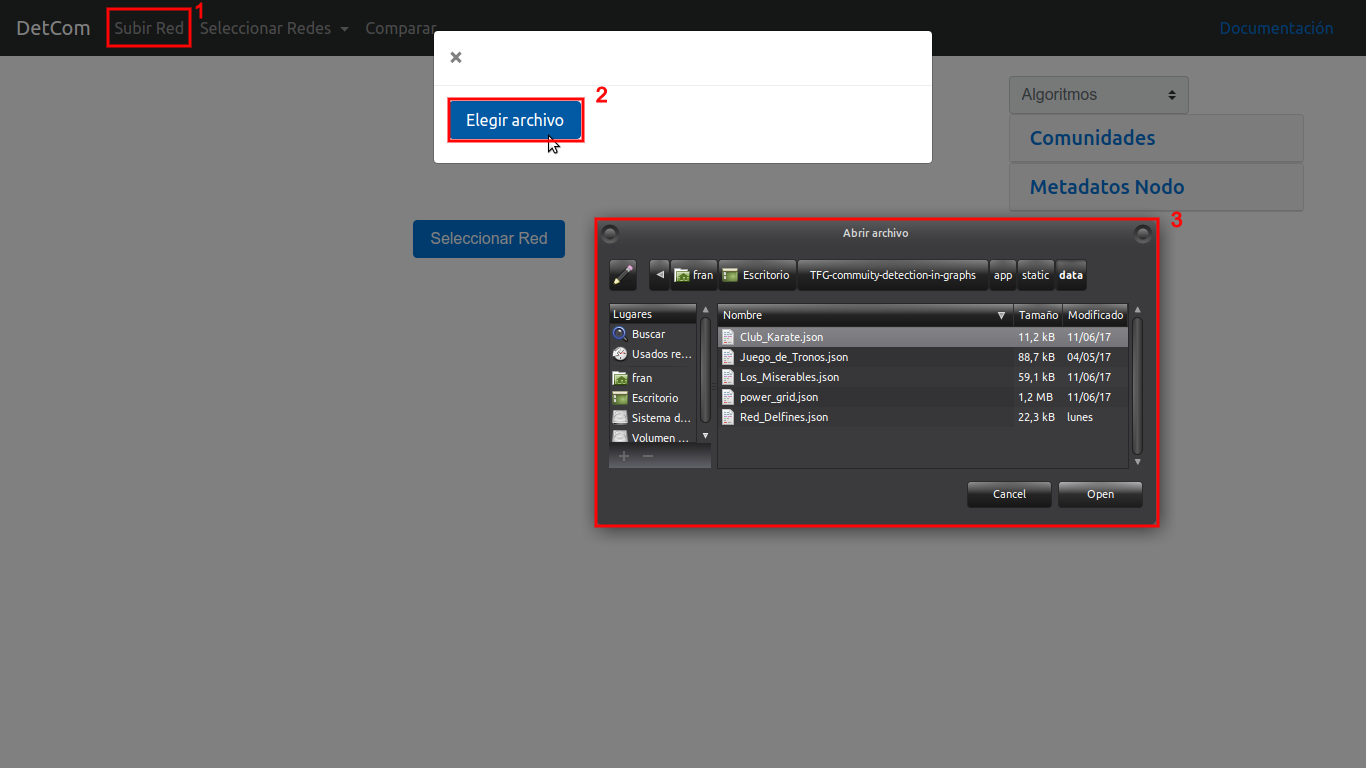 DetCom Subir Red 1 Seleccionar Redes Comparar Documentación
×
Elegir archivo 2
Algoritmos
Comunidades
Metadatos Nodo
Seleccionar Red
3
Abrir archivo
fran Escritorio TFG-commuity-detection-in-graphs app static data
Lugares
Buscar
Usados re...
fran
Escritorio
Sistema d...
Volumen ...
Nombre Tamaño Modificado
Club_Karate.json 11,2 kB 11/06/17
Juego_de_Tronos.json 88,7 kB 04/05/17
Los_Miserables.json 59,1 kB 11/06/17
power_grid.json 1,2 MB 11/06/17
Red_Delfines.json 22,3 kB lunes
Cancel Open